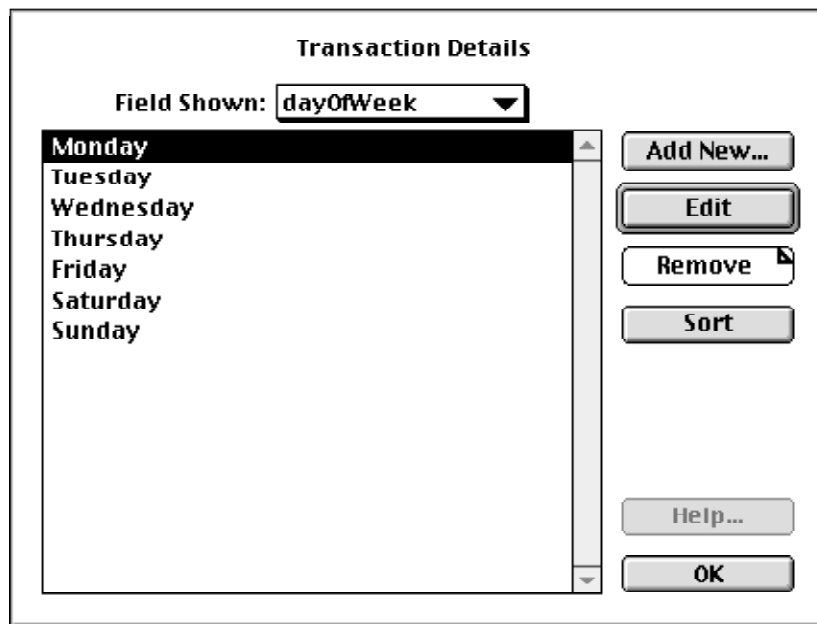 Transaction Details
Field Shown: dayOfWeek
Monday
Tuesday
Wednesday
Thursday
Friday
Saturday
Sunday
Add New...
Edit
Remove
Sort
Help...
OK